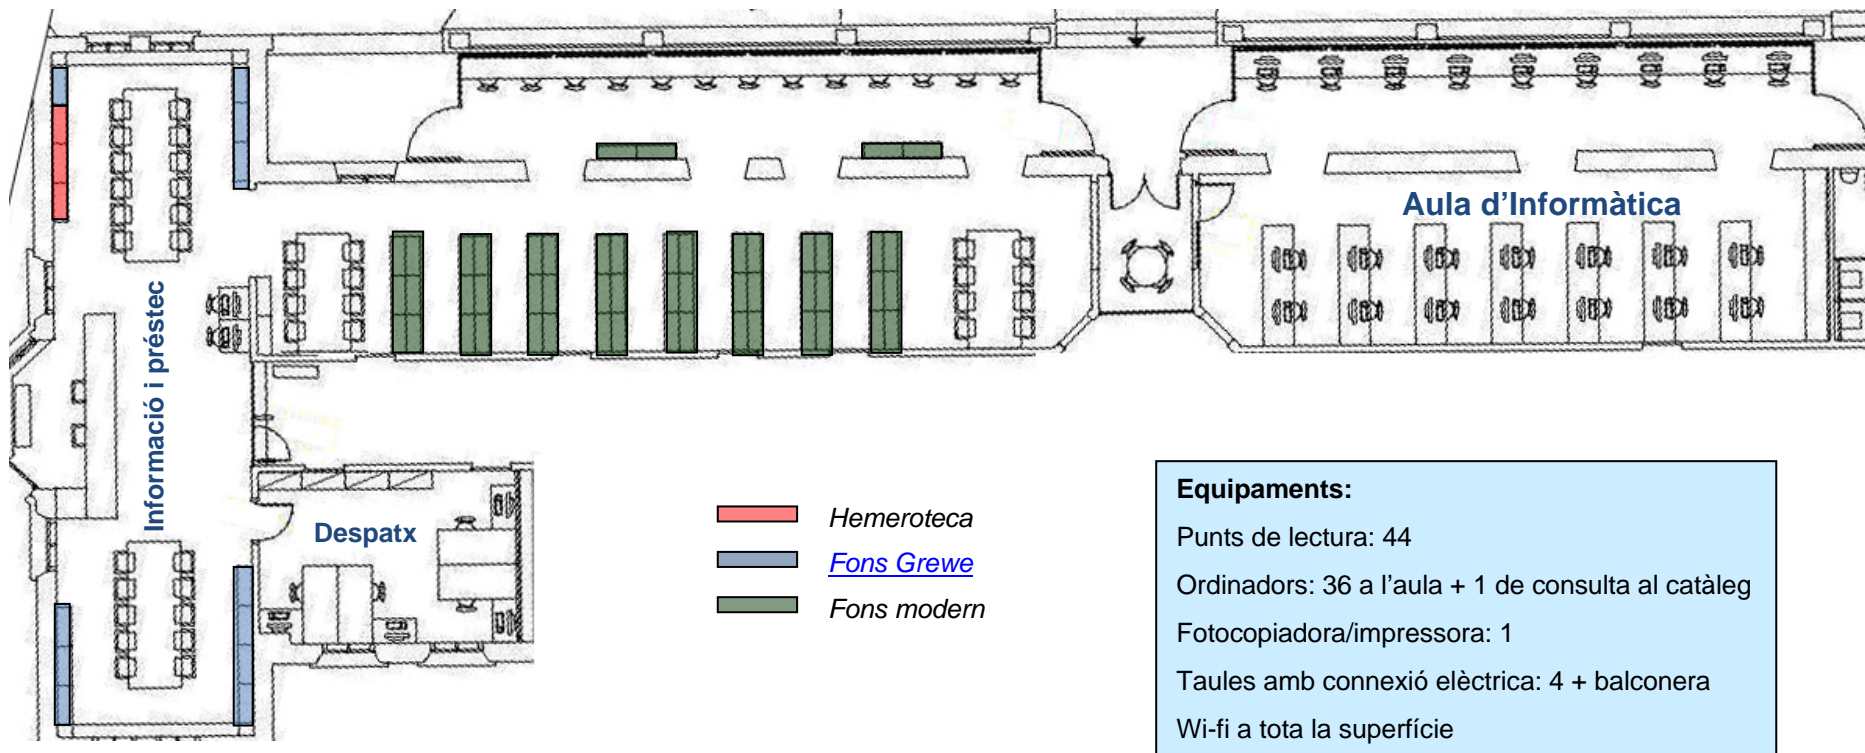 Aula d’Informàtica
Informació i préstec
Despatx
Hemeroteca
Fons Grewe
Fons modern
Equipaments:
Punts de lectura: 44
Ordinadors: 36 a l’aula + 1 de consulta al catàleg
Fotocopiadora/impressora: 1
Taules amb connexió elèctrica: 4 + balconera
Wi-fi a tota la superfície